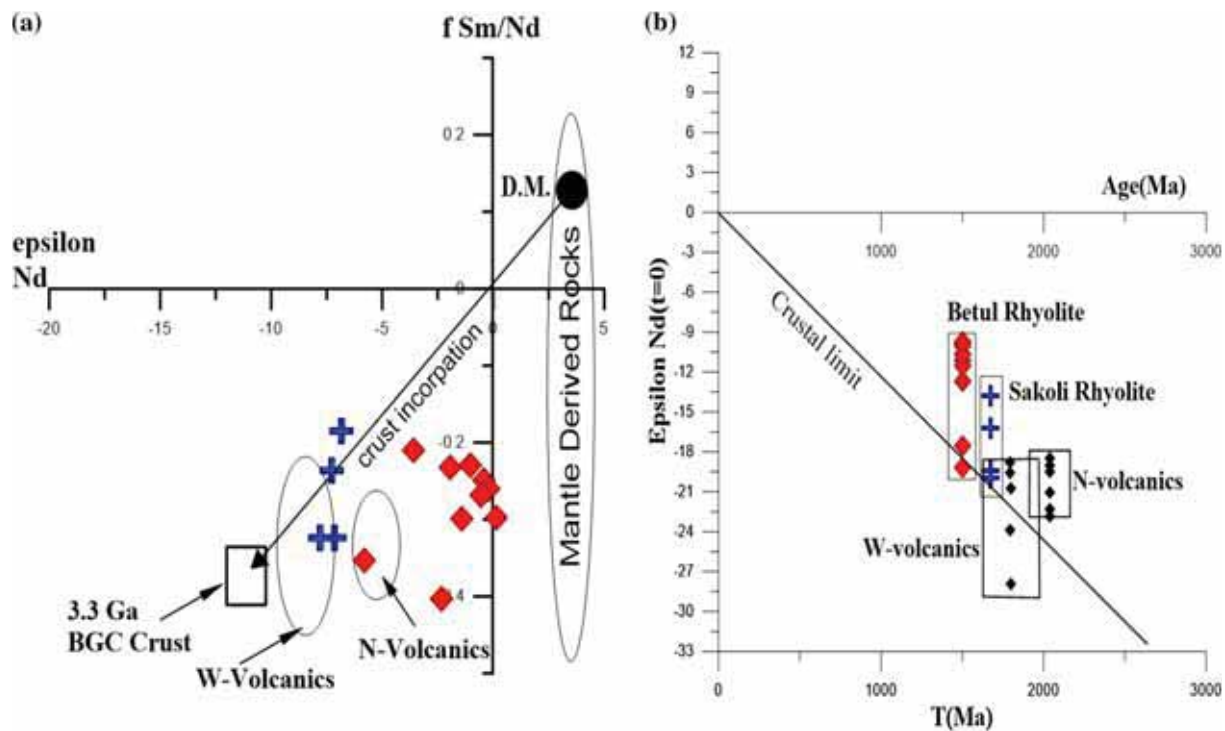 (a)
f Sm/Nd
0.2
D.M.
epsilon
Nd
0
-20
-15
-10
-5
0
5
crust incorpation
Mantle Derived Rocks
-0.2
3.3 Ga
BGC Crust
W-Volcanics
N-Volcanics
(b)
12
9
6
3
0
-3
-6
-9
-12
-15
-18
-21
-24
-27
-30
-33
Epsilon Nd(t=0)
Age(Ma)
1000
2000
3000
Crustal limit
Betul Rhyolite
Sakoli Rhyolite
N-volcanics
W-volcanics
0
1000
2000
3000
T(Ma)